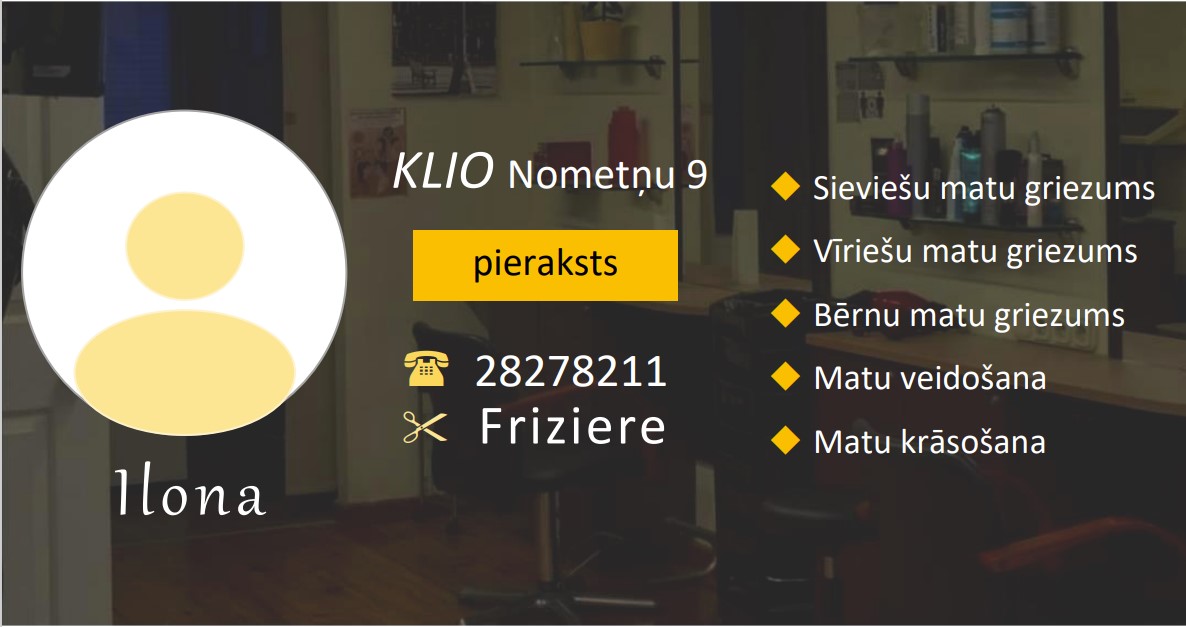 KLIO Nometņu 9
pieraksts
28278211
Friziere
Ilona
Sieviešu matu griezums
Vīriešu matu griezums
Bērnu matu griezums
Matu veidošana
Matu krāsošana